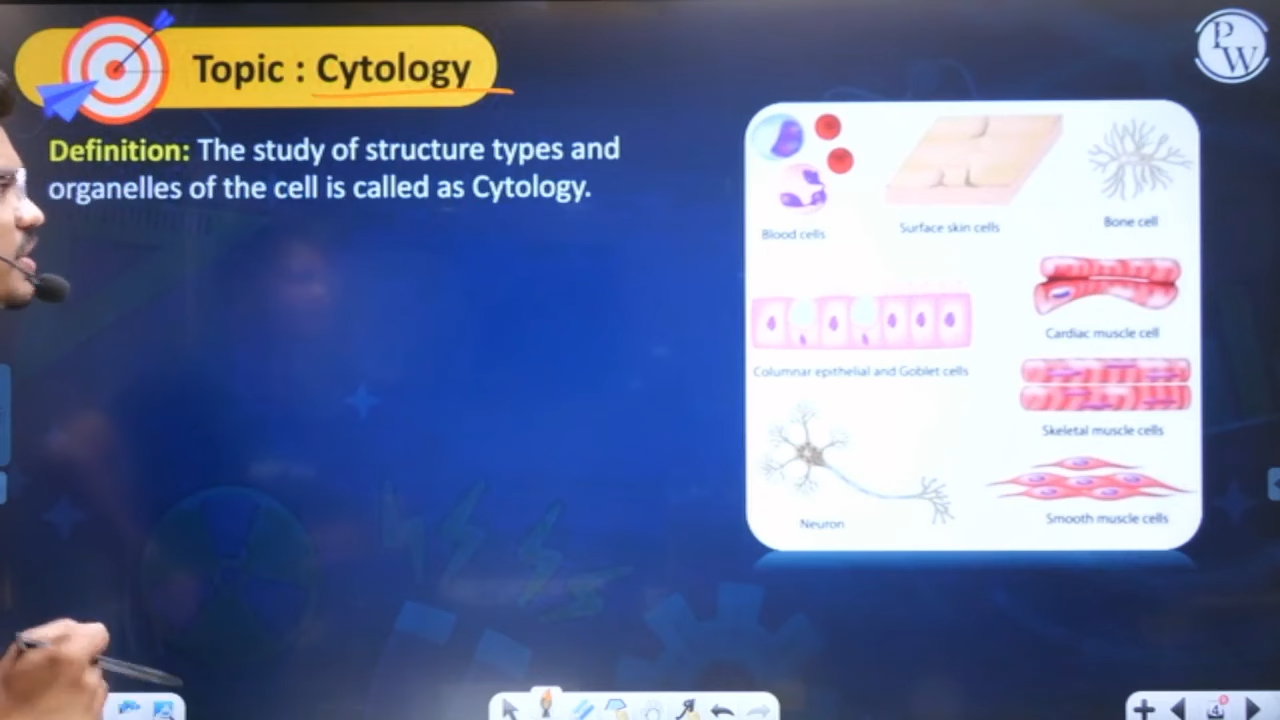 Topic : Cytology
PW
Definition: The study of structure types and
organelles of the cell is called as Cytology.
Blood cells
Surface skin cells
Bone cell
Cardiac muscle cell
Columnar epithelial and Goblet cells
Skeletal muscle cells
Neuron
Smooth muscle cells
4